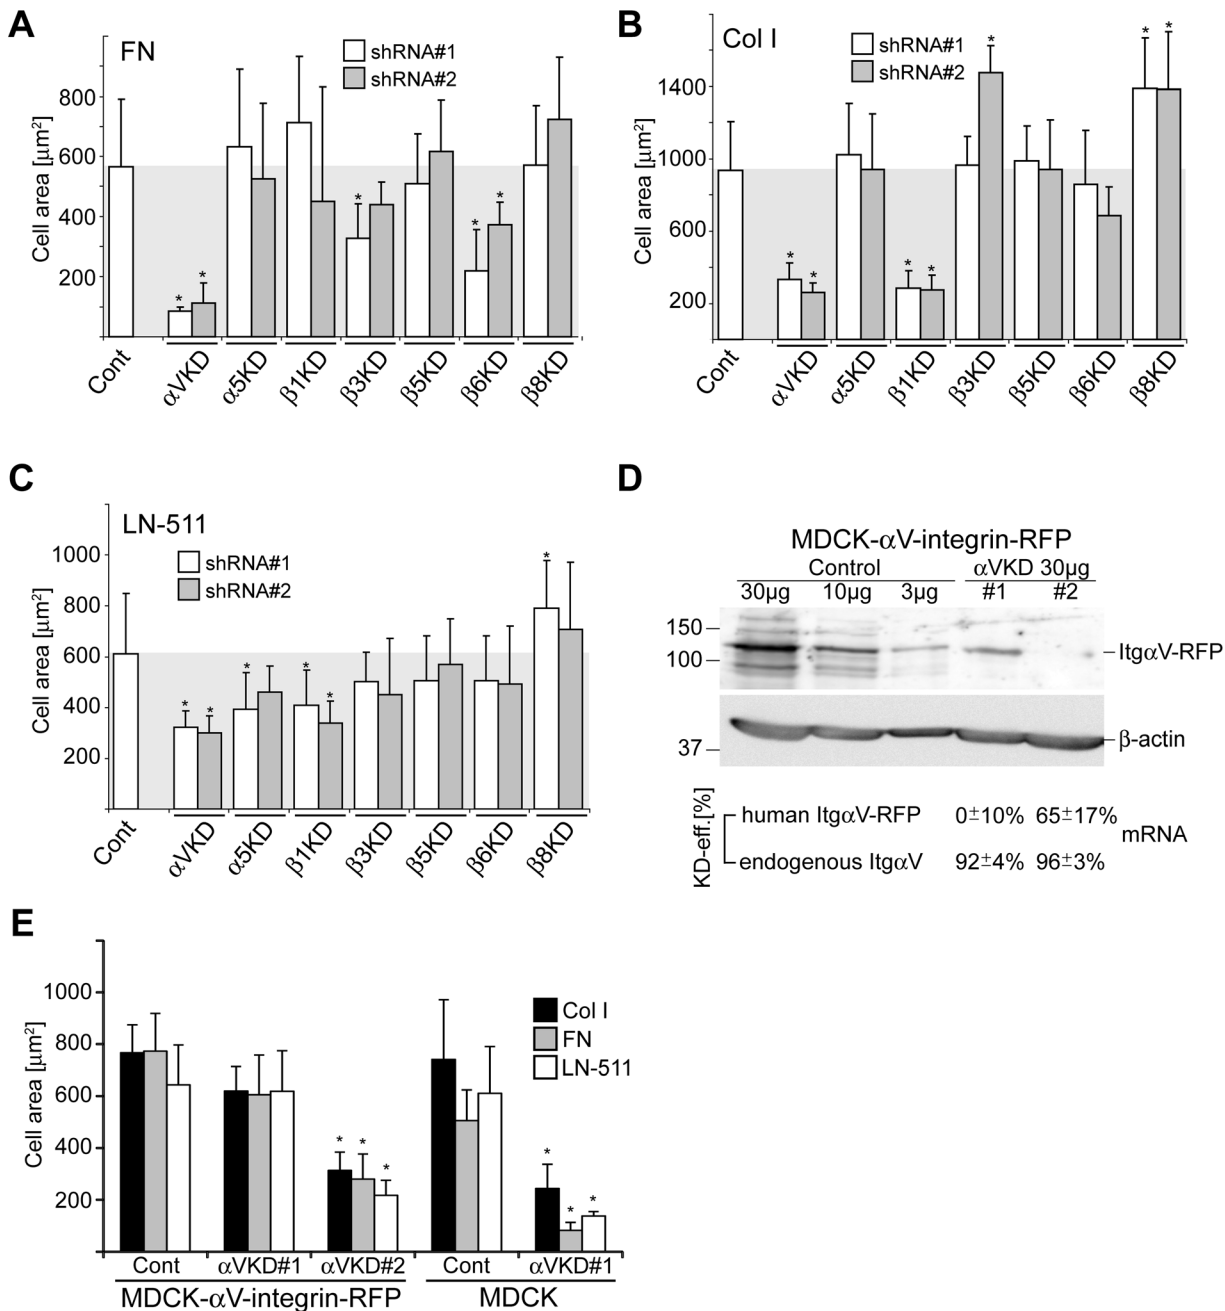 A
FN
shRNA#1
shRNA#2
Cell area [μm²]
800
600
400
200
Cont
αVKD
α5KD
β1KD
β3KD
β5KD
β6KD
β8KD
* * * * *
B
Col I
shRNA#1
shRNA#2
Cell area [μm²]
1400
1000
600
200
Cont
αVKD
α5KD
β1KD
β3KD
β5KD
β6KD
β8KD
* * * * * * *
C
LN-511
shRNA#1
shRNA#2
Cell area [μm²]
1000
800
600
400
200
Cont
αVKD
α5KD
β1KD
β3KD
β5KD
β6KD
β8KD
* * * * * *
D
MDCK-αV-integrin-RFP
Control αVKD 30μg
30μg 10μg 3μg #1 #2
150
100
ItgαV-RFP
37
β-actin
KD-eff.[%]
human ItgαV-RFP 0±10% 65±17%
mRNA
endogenous ItgαV 92±4% 96±3%
E
Cell area [μm²]
1000
800
600
400
200
Col I
FN
LN-511
* * * * * *
Cont αVKD#1 αVKD#2 Cont αVKD#1
MDCK-αV-integrin-RFP MDCK